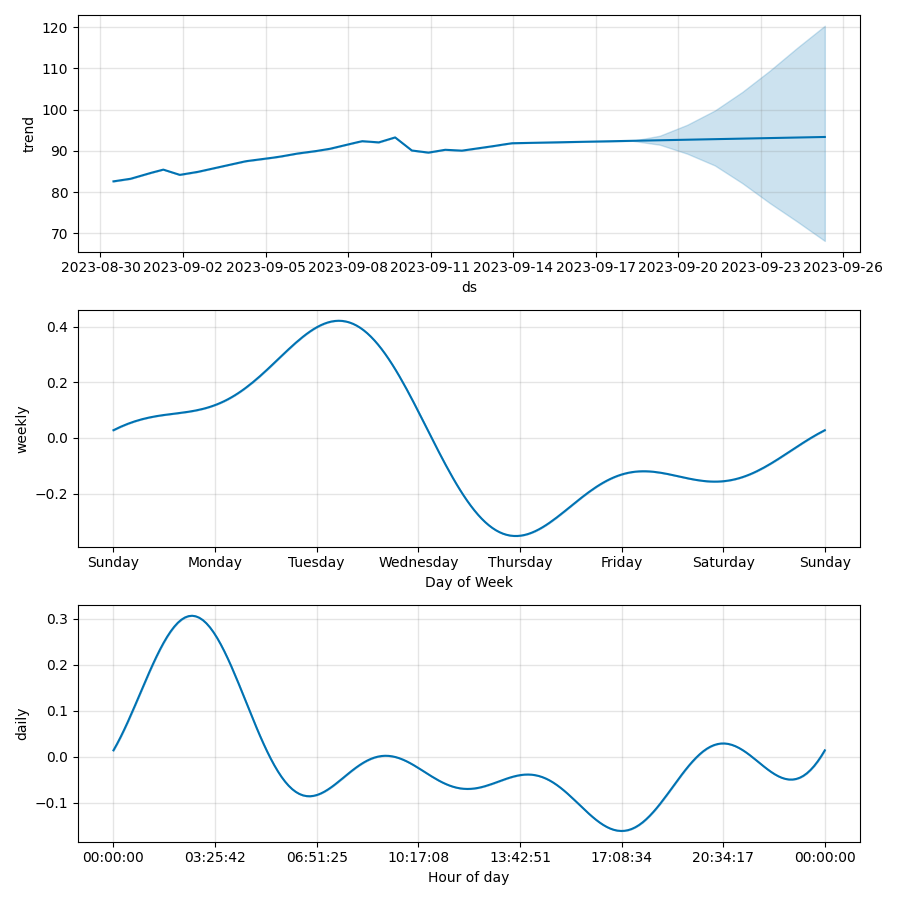 120
110
100
90
80
70
trend
2023-08-30 2023-09-02 2023-09-05 2023-09-08 2023-09-11 2023-09-14 2023-09-17 2023-09-20 2023-09-23 2023-09-26
ds
0.4
0.2
0.0
−0.2
weekly
Sunday Monday Tuesday Wednesday Thursday Friday Saturday Sunday
Day of Week
0.3
0.2
0.1
0.0
−0.1
daily
00:00:00 03:25:42 06:51:25 10:17:08 13:42:51 17:08:34 20:34:17 00:00:00
Hour of day